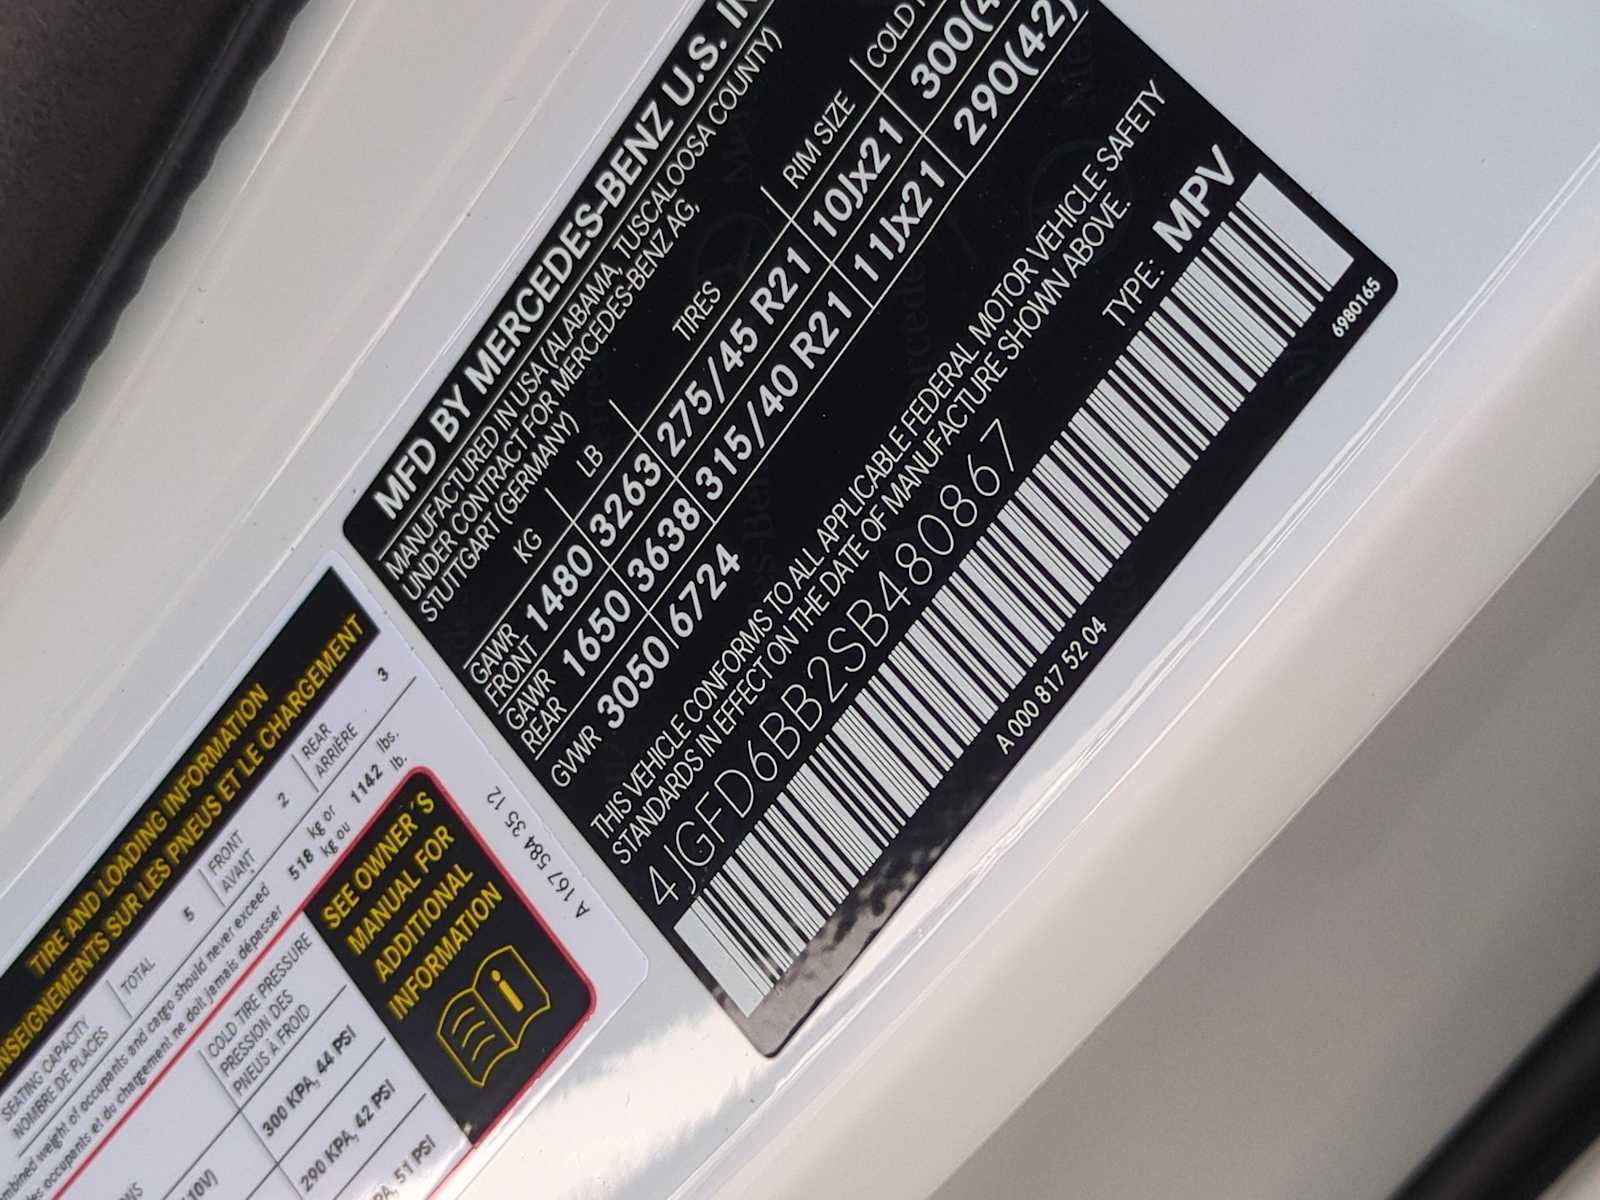 MFD BY MERCEDES-BENZ U.S.
MANUFACTURED IN USA (ALABAMA, TUSCALOOSA COUNTY)
UNDER CONTRACT FOR MERCEDES-BENZ AG,
STUTTGART (GERMANY)
KG LB TIRES RIM SIZE COLD
GAWR FRONT 1480 3263 275/45 R21 10Jx21 300(4
GAWR REAR 1650 3638 315/40 R21 11Jx21 290(42)
GVWR 3050 6724
THIS VEHICLE CONFORMS TO ALL APPLICABLE FEDERAL MOTOR VEHICLE SAFETY
STANDARDS IN EFFECT ON THE DATE OF MANUFACTURE SHOWN ABOVE.
4JGFD6BB2SB480867 TYPE: MPV
A 000 817 52 04
6980165
TIRE AND LOADING INFORMATION
ENSEIGNEMENTS SUR LES PNEUS ET LE CHARGEMENT
SEATING CAPACITY
NOMBRE DE PLACES
TOTAL 5
FRONT
AVANT 2
REAR
ARRIÈRE 3
mbined weight of occupants and cargo should never exceed 518 kg or 1142 lbs.
des occupants et du chargement ne doit jamais dépasser kg ou lb.
COLD TIRE PRESSURE
PRESSION DES
PNEUS À FROID
300 KPA, 44 PSI
290 KPA, 42 PSI
PA, 51 PSI
SEE OWNER'S
MANUAL FOR
ADDITIONAL
INFORMATION
A 167 584 35 12